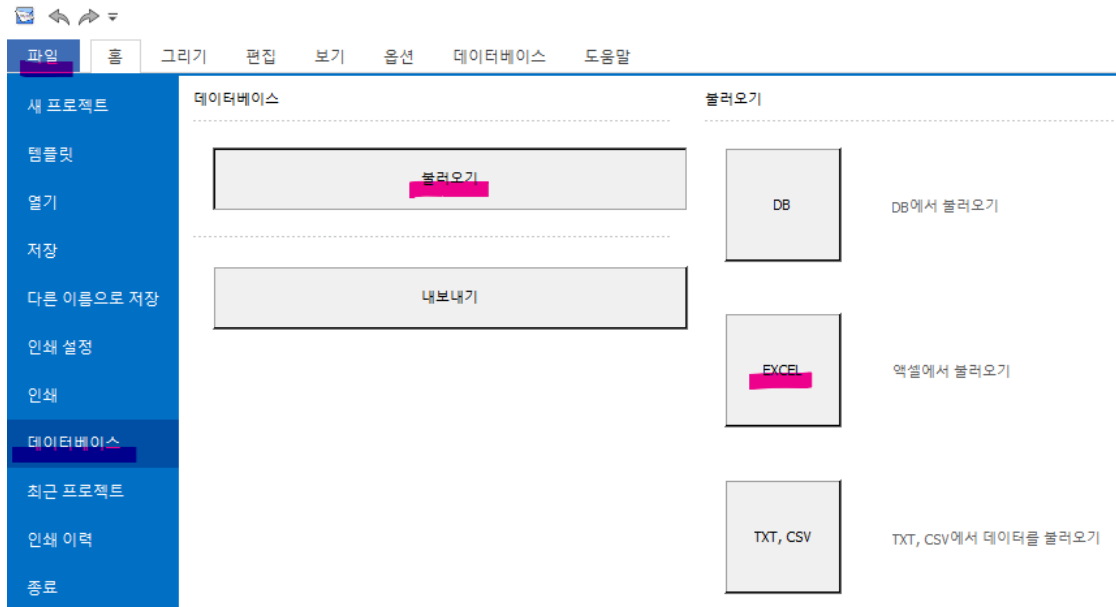 파일 홈 그리기 편집 보기 옵션 데이터베이스 도움말
새 프로젝트
템플릿
열기
저장
다른 이름으로 저장
인쇄 설정
인쇄
데이터베이스
최근 프로젝트
인쇄 이력
종료
데이터베이스
불러오기
내보내기
불러오기
DB DB에서 불러오기
EXCEL 액셀에서 불러오기
TXT, CSV TXT, CSV에서 데이터를 불러오기